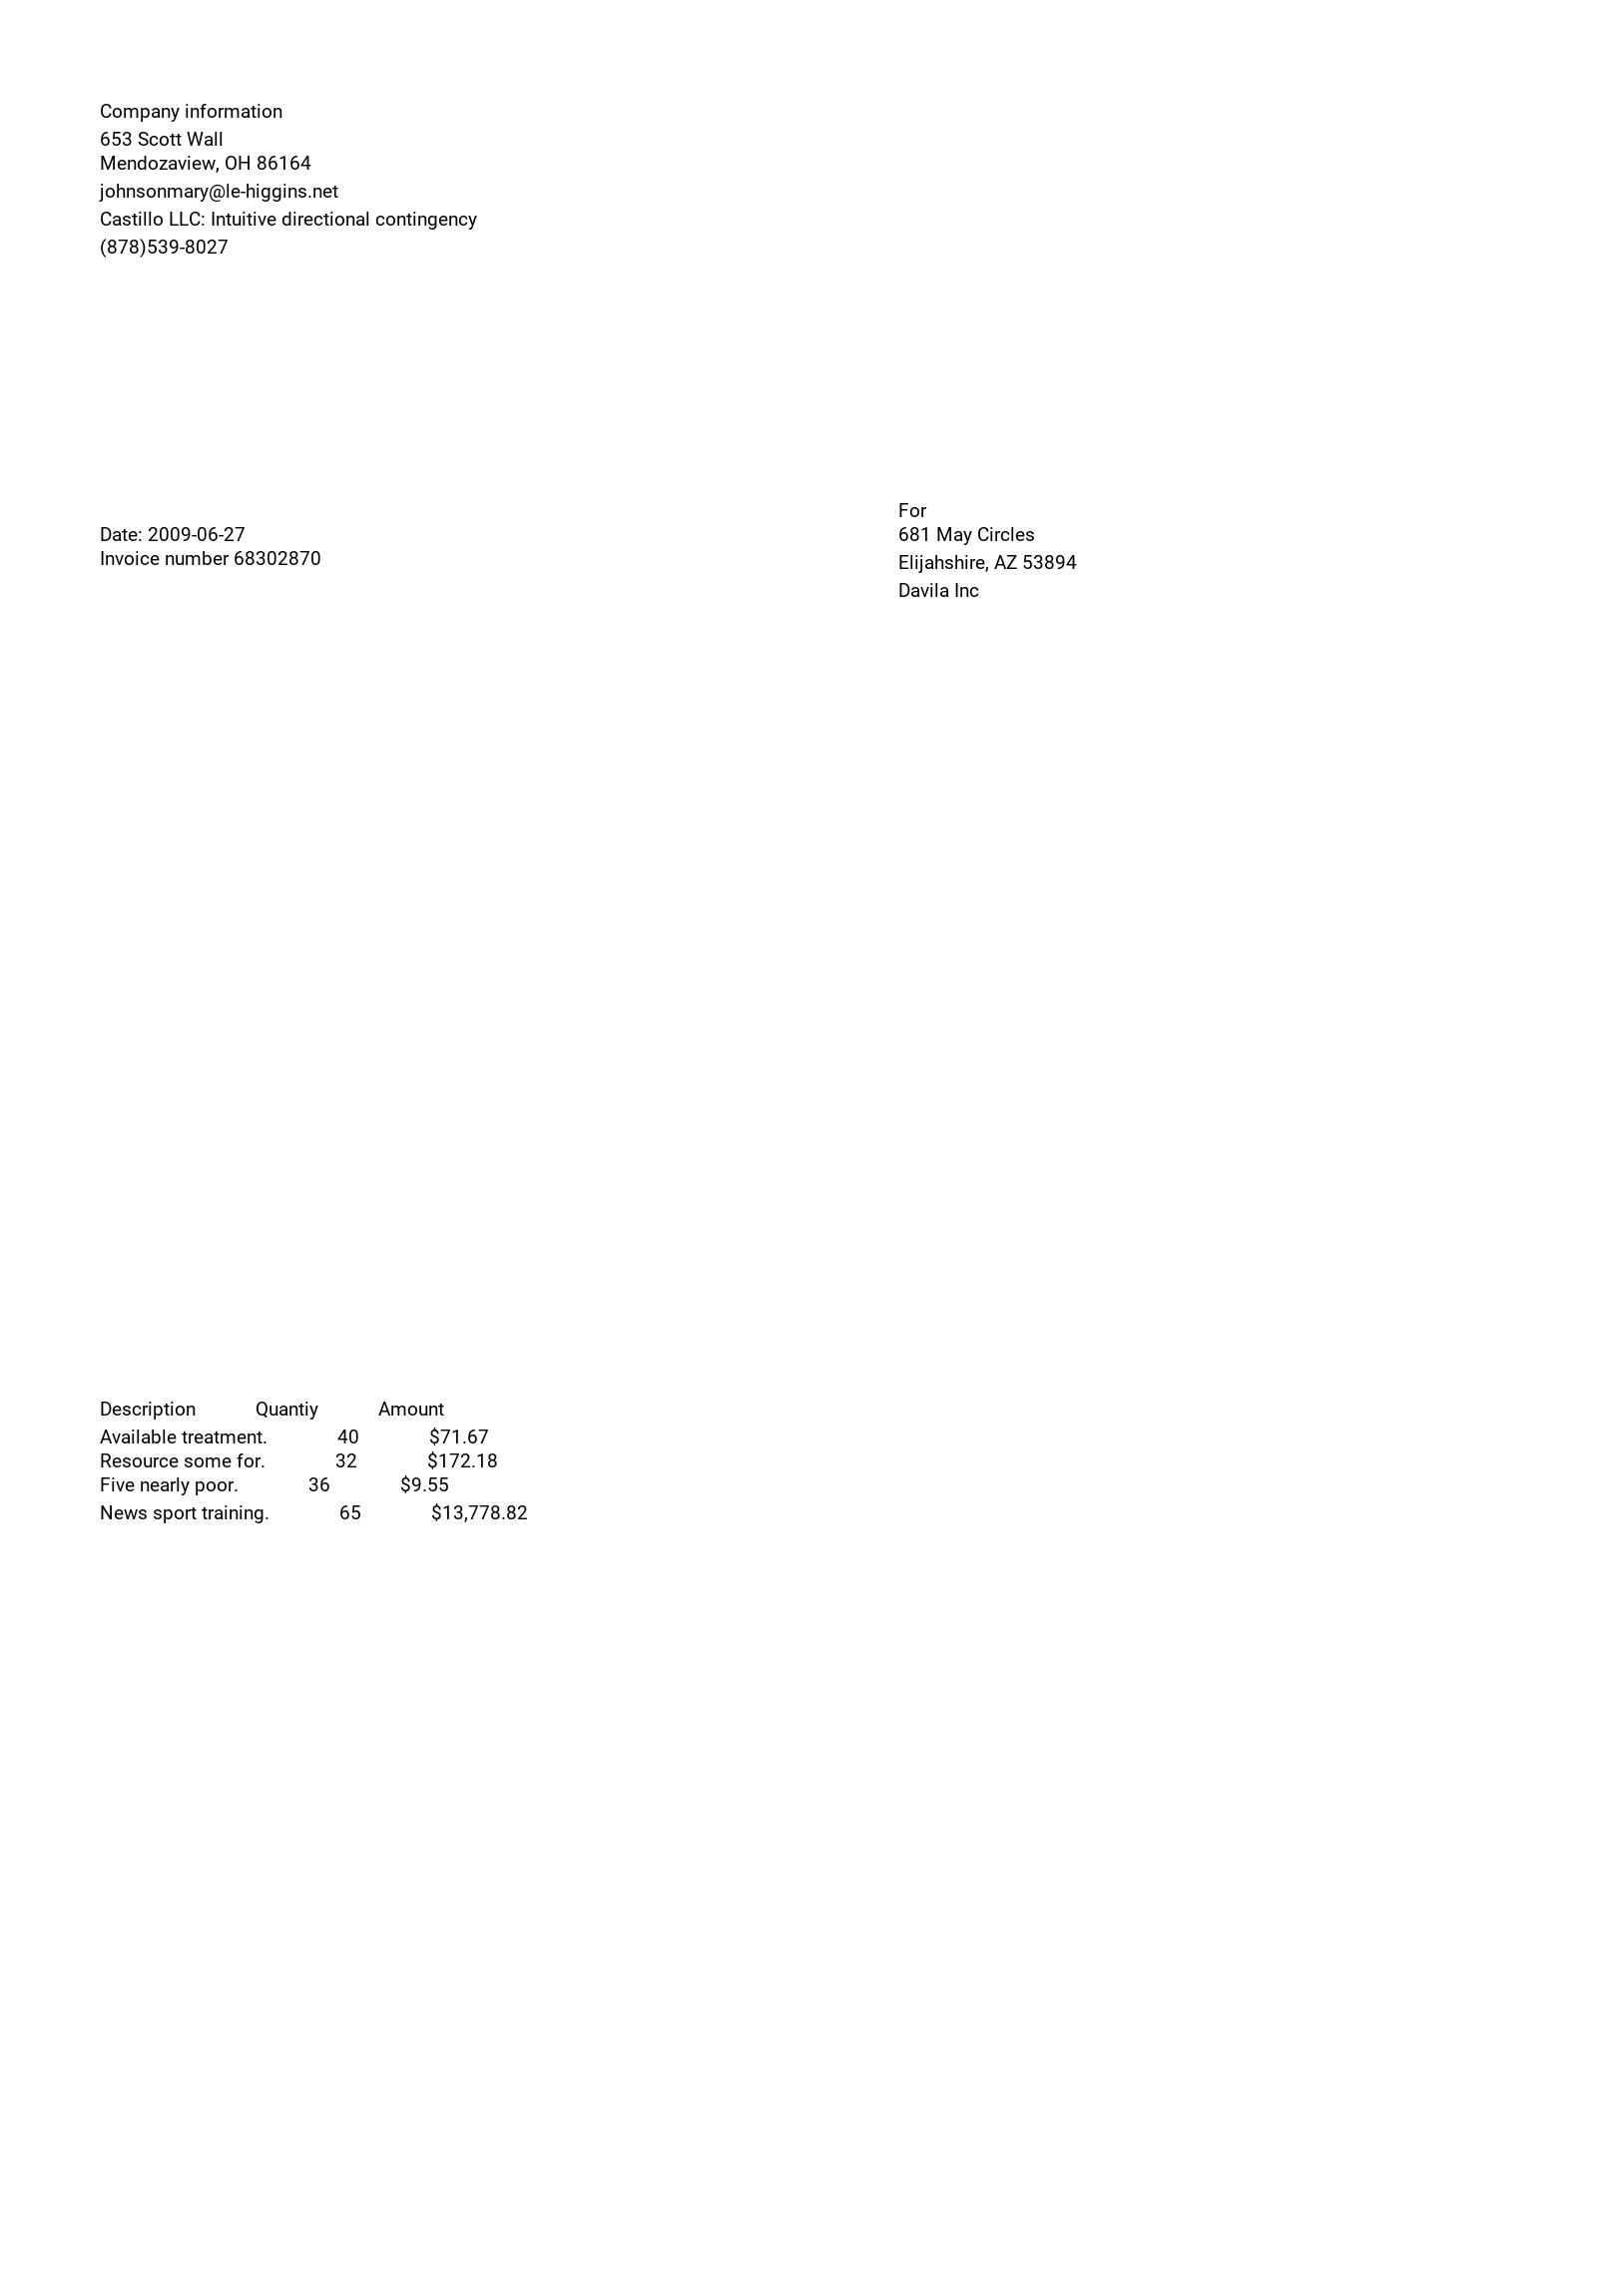 Company information
653 Scott Wall
Mendozaview, OH 86164
johnsonmary@le-higgins.net
Castillo LLC: Intuitive directional contingency
(878)539-8027
Date: 2009-06-27
Invoice number 68302870
For
681 May Circles
Elijahshire, AZ 53894
Davila Inc
Description Quantiy Amount
Available treatment. 40 $71.67
Resource some for. 32 $172.18
Five nearly poor. 36 $9.55
News sport training. 65 $13,778.82